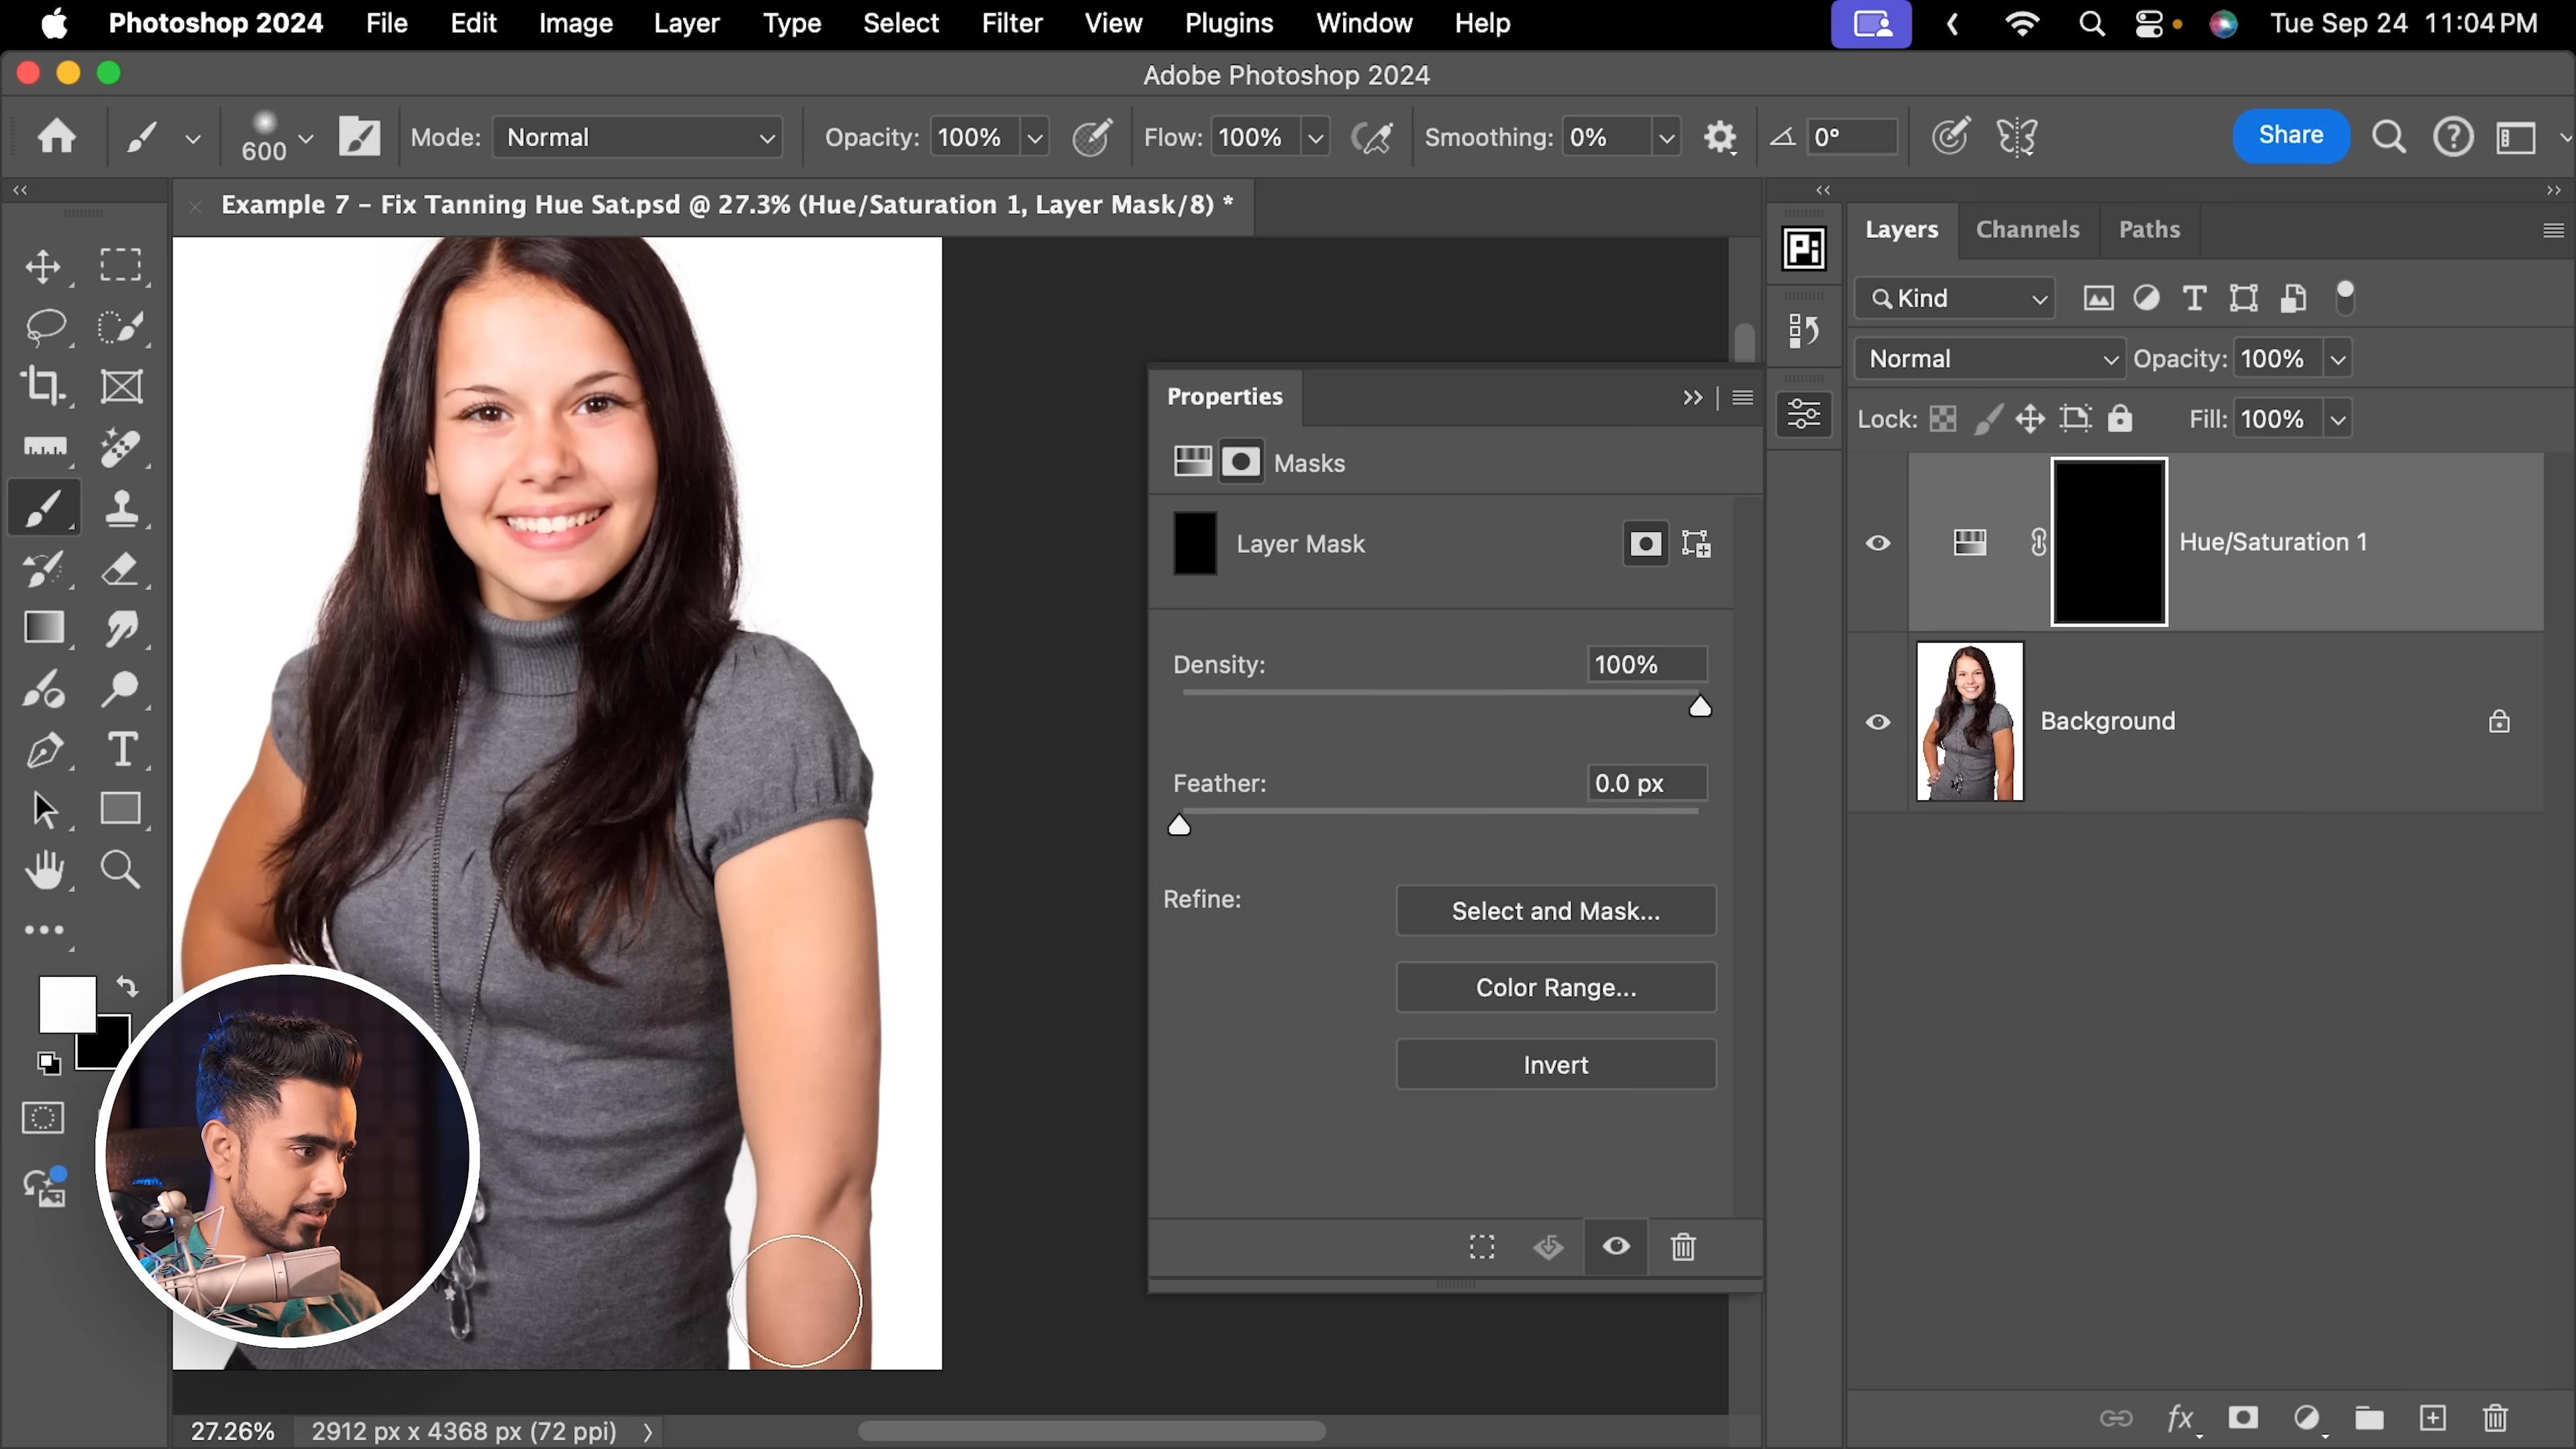 Photoshop 2024 File Edit Image Layer Type Select Filter View Plugins Window Help Tue Sep 24 11:04 PM
Adobe Photoshop 2024
600 Mode: Normal Opacity: 100% Flow: 100% Smoothing: 0% 0° Share
Example 7 – Fix Tanning Hue Sat.psd @ 27.3% (Hue/Saturation 1, Layer Mask/8) *
Pi
Layers Channels Paths
Kind
Normal Opacity: 100%
Lock: Fill: 100%
Hue/Saturation 1
Background
Properties
Masks
Layer Mask
Density: 100%
Feather: 0.0 px
Refine: Select and Mask...
Color Range...
Invert
27.26% 2912 px x 4368 px (72 ppi)
fx